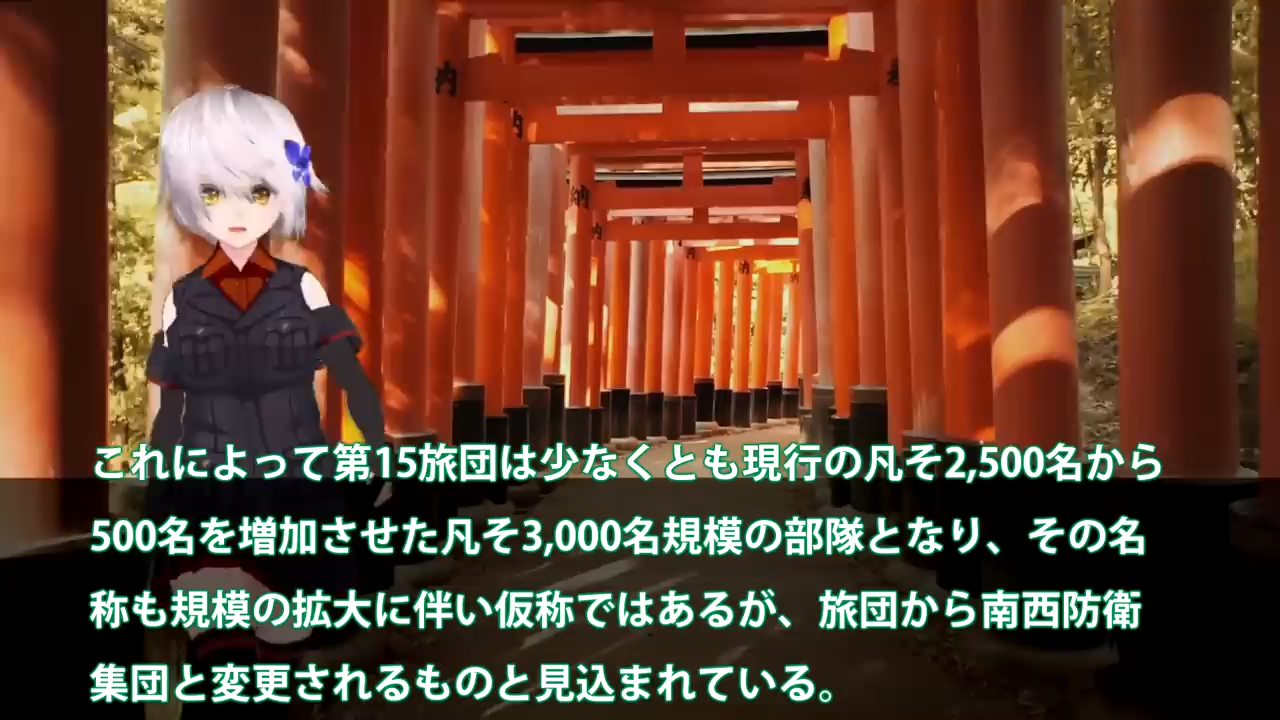 これによって第15旅団は少なくとも現行の凡そ2,500名から
500名を増加させた凡そ3,000名規模の部隊となり、その名
称も規模の拡大に伴い仮称ではあるが、旅団から南西防衛
集団と変更されるものと見込まれている。
内
内
納